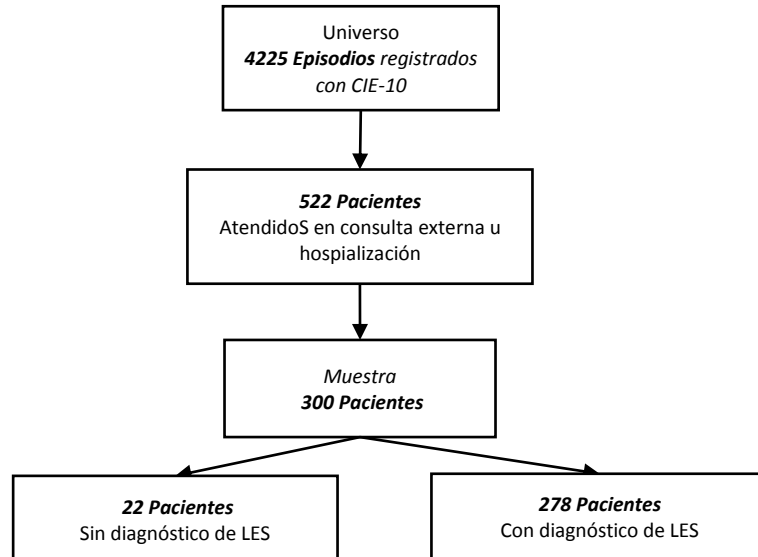 Universo
4225 Episodios registrados
con CIE-10
522 Pacientes
AtendidoS en consulta externa u
hospialización
Muestra
300 Pacientes
22 Pacientes
Sin diagnóstico de LES
278 Pacientes
Con diagnóstico de LES